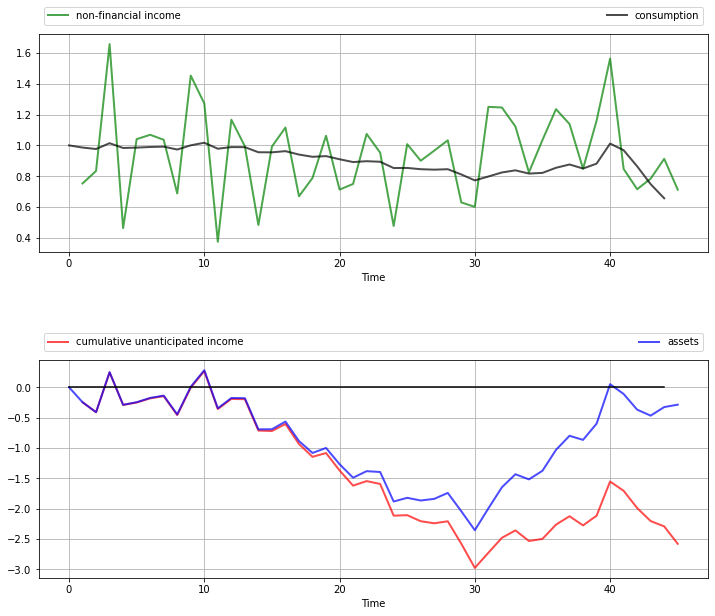 non-financial income consumption
1.6
1.4
1.2
1.0
0.8
0.6
0.4
0 10 20 30 40
Time
cumulative unanticipated income assets
0.0
−0.5
−1.0
−1.5
−2.0
−2.5
−3.0
0 10 20 30 40
Time